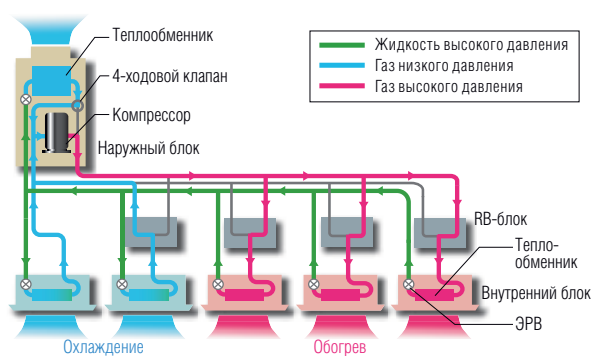 Теплообменник
4-ходовой клапан
Компрессор
Наружный блок
Жидкость высокого давления
Газ низкого давления
Газ высокого давления
RB-блок
Тепло-
обменник
Внутренний блок
ЭРВ
Охлаждение
Обогрев